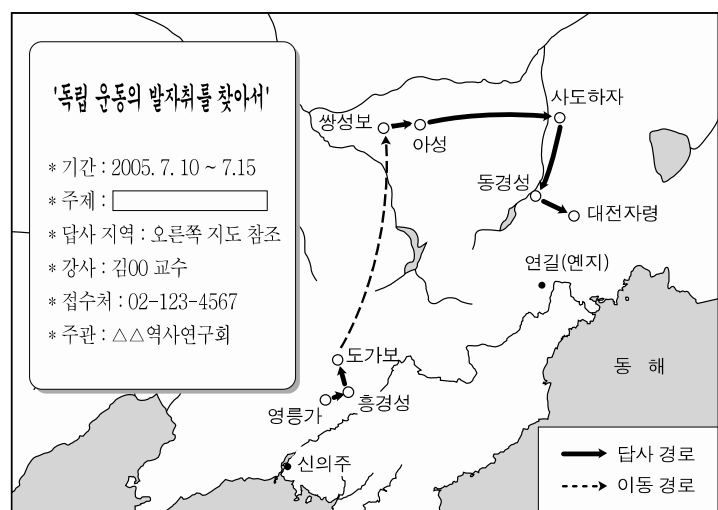 '독립 운동의 발자취를 찾아서'
* 기간 : 2005. 7. 10 ~ 7.15
* 주제 :
* 답사 지역 : 오른쪽 지도 참조
* 강사 : 김00 교수
* 접수처 : 02-123-4567
* 주관 : △△역사연구회
쌍성보
아성
사도하자
동경성
대전자령
연길(옌지)
동 해
도가보
영릉가
흥경성
신의주
답사 경로
이동 경로